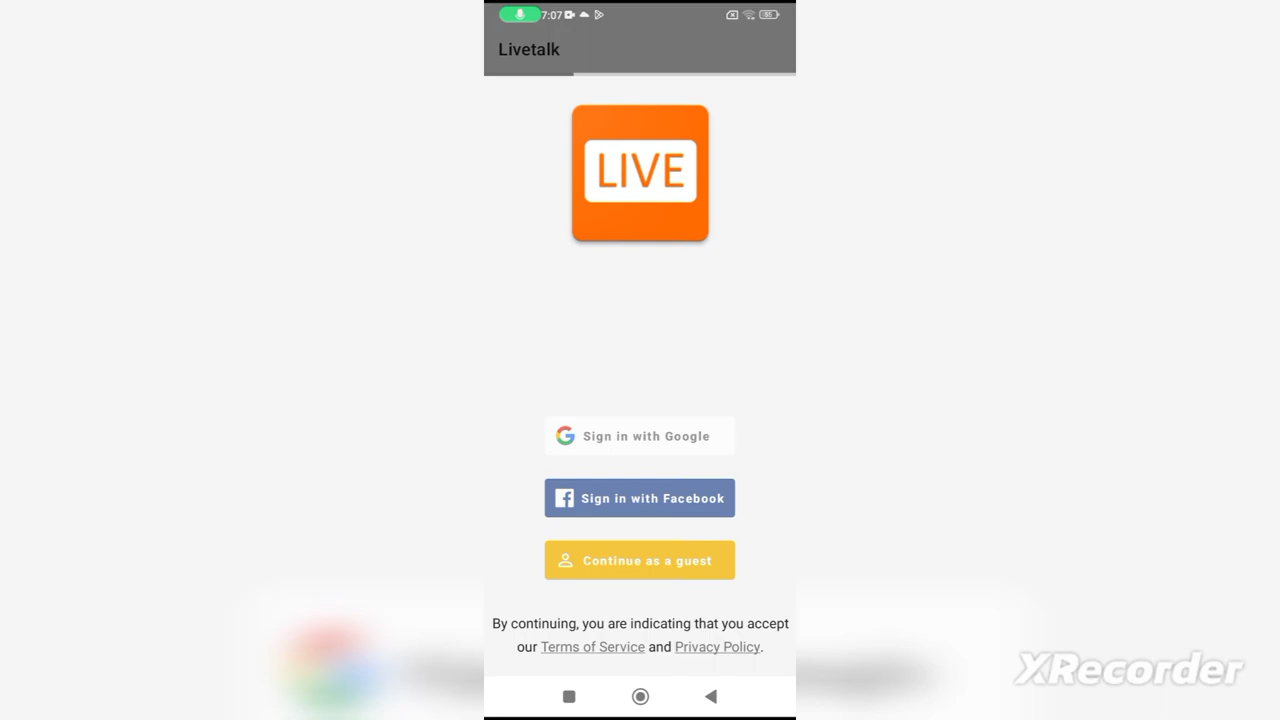 7:07
55
Livetalk
LIVE
Sign in with Google
Sign in with Facebook
Continue as a guest
By continuing, you are indicating that you accept
our Terms of Service and Privacy Policy.
XRecorder